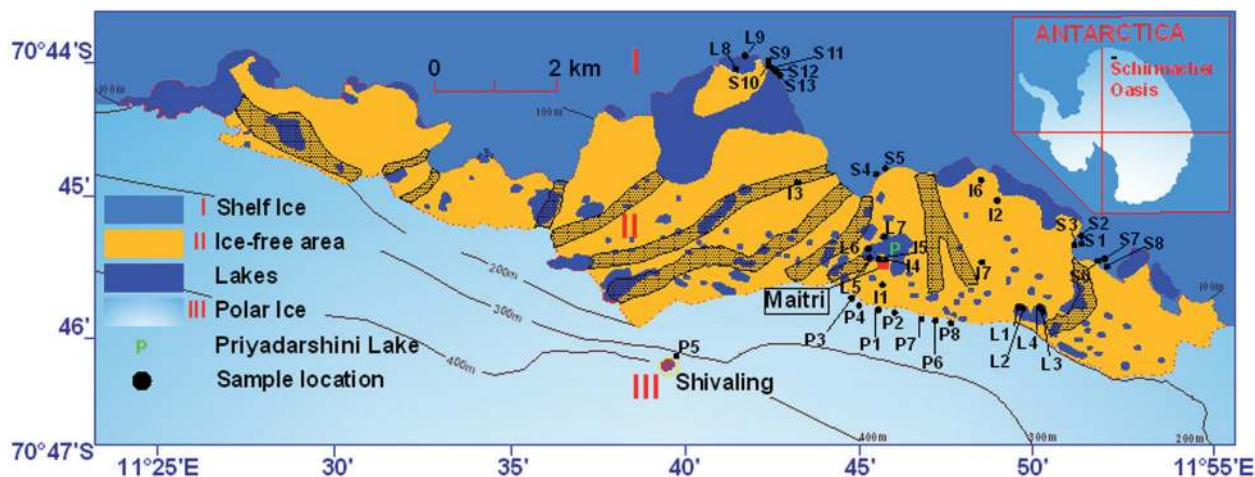 70°44'
45'
46'
70°47'S
11°25'E
30'
35'
40'
45'
50'
11°55'E
0 2 km
I
II
III
I Shelf Ice
II Ice-free area
Lakes
III Polar Ice
P Priyadarshini Lake
Sample location
ANTARCTICA
Schirmacher
Oasis
100m
100m
100m
200m
300m
400m
400m
300m
200m
L8
L9
S9
S10
S11
S12
S13
S4
S5
I3
I6
I2
S3
S2
S1
S7
S8
S6
L7
L6
P
I5
I4
L5
I7
I1
Maitri
P3
P4
P1
P2
P7
P6
P8
L1
L2
L4
L3
P5
Shivaling